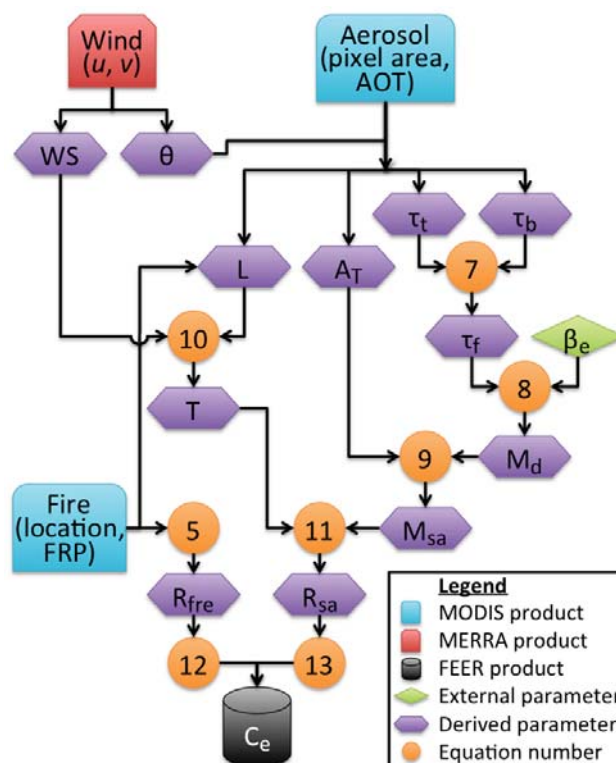 Wind
(u, v)
Aerosol
(pixel area,
AOT)
WS
θ
τt
τb
L
AT
7
10
τf
βe
8
T
9
Md
Fire
(location,
FRP)
5
11
Msa
Rfre
Rsa
12
13
Ce
Legend
MODIS product
MERRA product
FEER product
External parameter
Derived parameter
Equation number